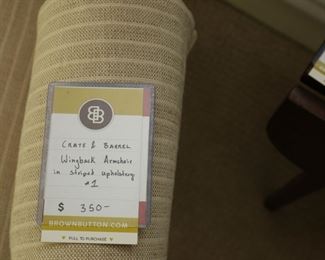 BB
CRATE & BARREL
Wingback Armchair
in striped upholstery
#1
$ 350-
BROWNBUTTON.COM
PULL TO PURCHASE